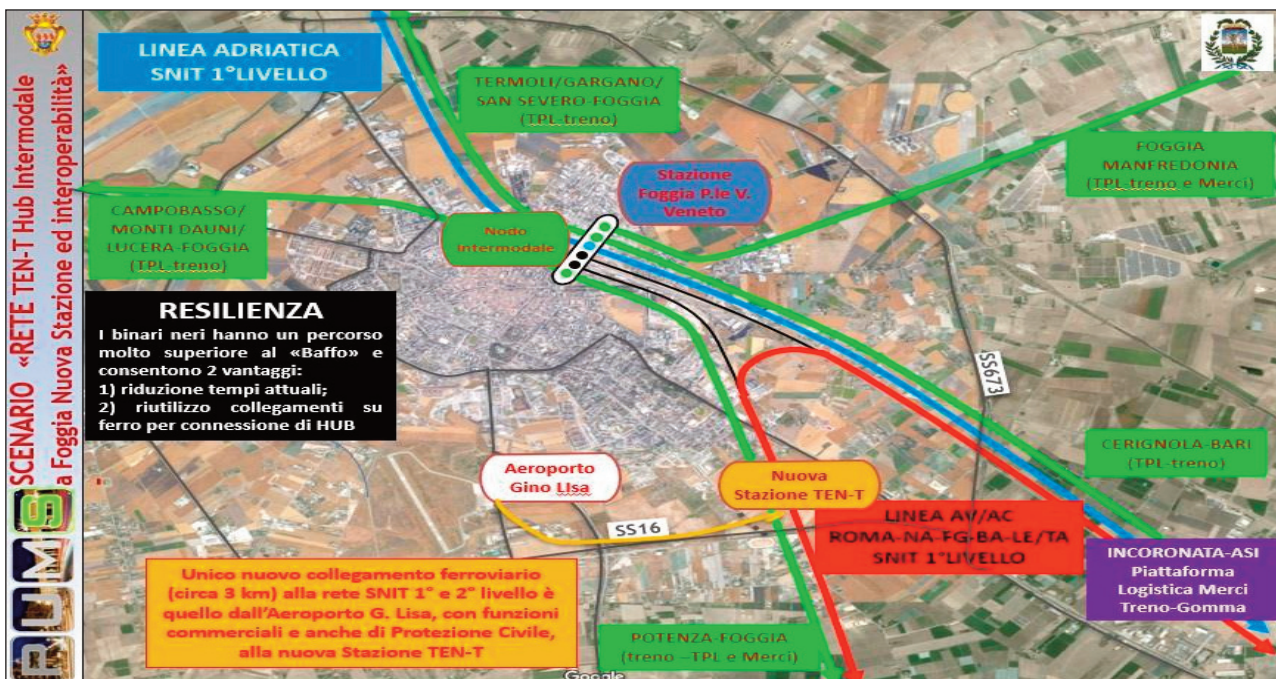 SCENARIO «RETE TEN-T Hub Intermodale
a Foggia Nuova Stazione ed interoperabilità»
PUMS
LINEA ADRIATICA
SNIT 1°LIVELLO
TERMOLI/GARGANO/
SAN SEVERO-FOGGIA
(TPL-treno)
FOGGIA
MANFREDONIA
(TPL-treno e Merci)
Stazione
Foggia P.le V.
Veneto
CAMPOBASSO/
MONTI DAUNI/
LUCERA-FOGGIA
(TPL-treno)
Nodo
Intermodale
RESILIENZA
I binari neri hanno un percorso
molto superiore al «Baffo» e
consentono 2 vantaggi:
1) riduzione tempi attuali;
2) riutilizzo collegamenti su
ferro per connessione di HUB
SS673
CERIGNOLA-BARI
(TPL-treno)
Aeroporto
Gino LIsa
Nuova
Stazione TEN-T
SS16
LINEA AV/AC
ROMA-NA-FG-BA-LE/TA
SNIT 1°LIVELLO
INCORONATA-ASI
Piattaforma
Logistica Merci
Treno-Gomma
Unico nuovo collegamento ferroviario
(circa 3 km) alla rete SNIT 1° e 2° livello è
quello dall'Aeroporto G. Lisa, con funzioni
commerciali e anche di Protezione Civile,
alla nuova Stazione TEN-T
POTENZA-FOGGIA
(treno –TPL e Merci)
Google